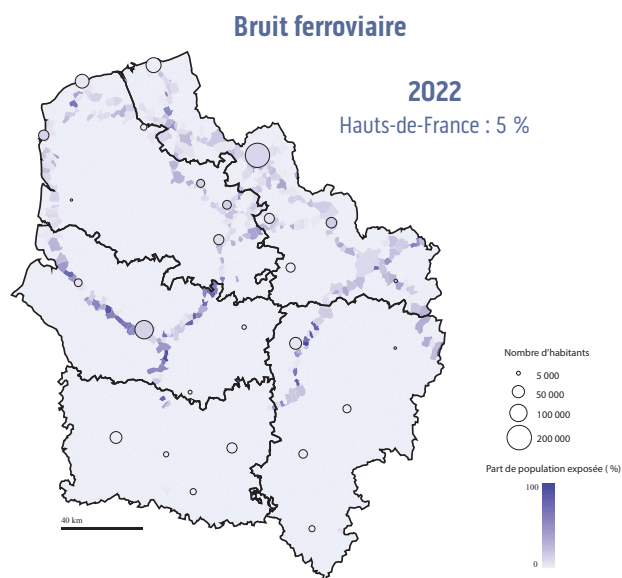 Bruit ferroviaire
2022
Hauts-de-France : 5 %
Nombre d'habitants
5 000
50 000
100 000
200 000
Part de population exposée ( %)
100
0
40 km